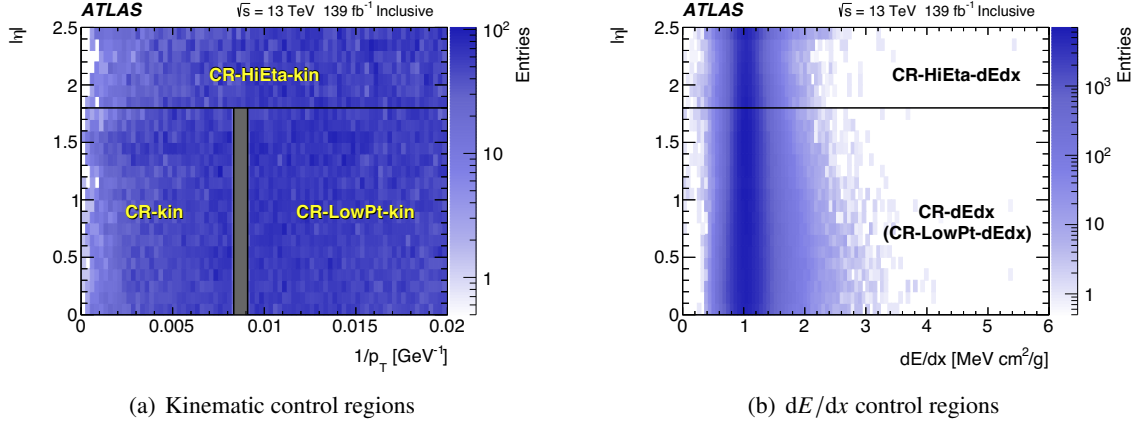 ATLAS
√s = 13 TeV 139 fb⁻¹ Inclusive
|η|
2.5
2
1.5
1
0.5
0
CR-HiEta-kin
CR-kin
CR-LowPt-kin
0 0.005 0.01 0.015 0.02
1/p_T [GeV⁻¹]
Entries
10²
10
1
(a) Kinematic control regions
ATLAS
√s = 13 TeV 139 fb⁻¹ Inclusive
|η|
2.5
2
1.5
1
0.5
0
CR-HiEta-dEdx
CR-dEdx
(CR-LowPt-dEdx)
0 1 2 3 4 5 6
dE/dx [MeV cm²/g]
Entries
10³
10²
10
1
(b) dE/dx control regions